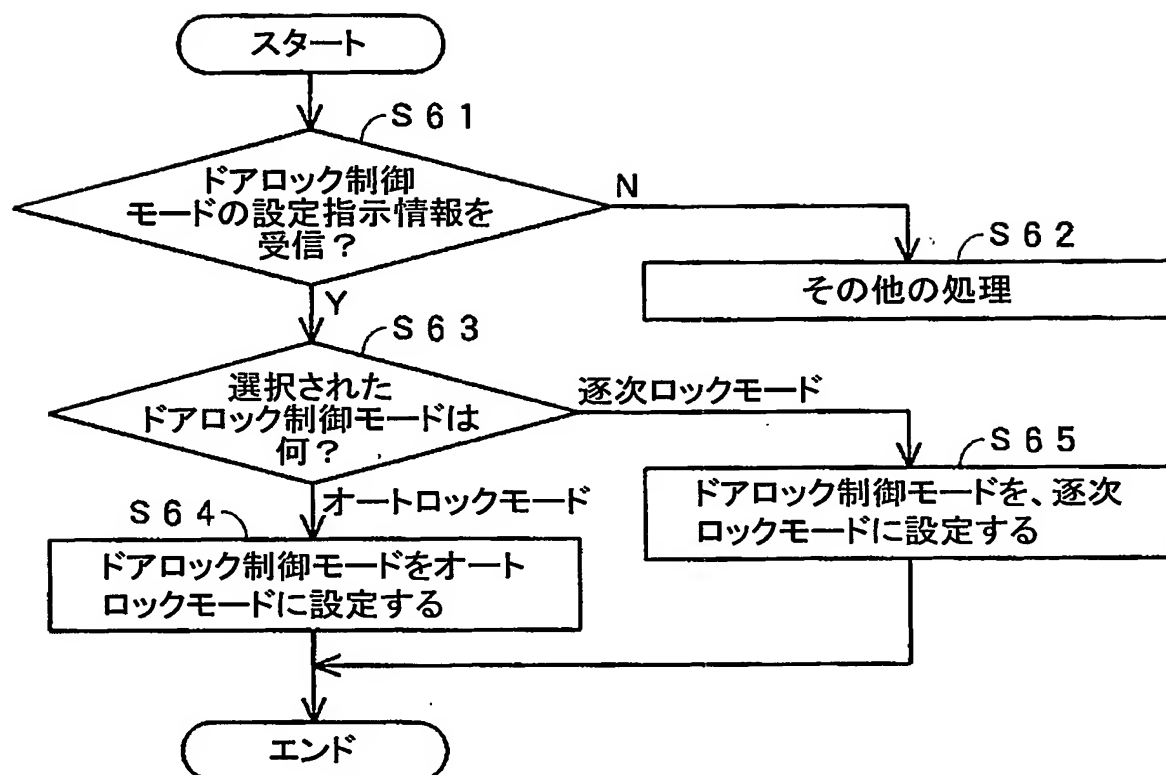 スタート
S61
ドアロック制御
モードの設定指示情報を
受信?
N
S62
その他の処理
Y
S63
選択された
ドアロック制御モードは
何?
逐次ロックモード
S65
ドアロック制御モードを、逐次
ロックモードに設定する
オートロックモード
S64
ドアロック制御モードをオート
ロックモードに設定する
エンド